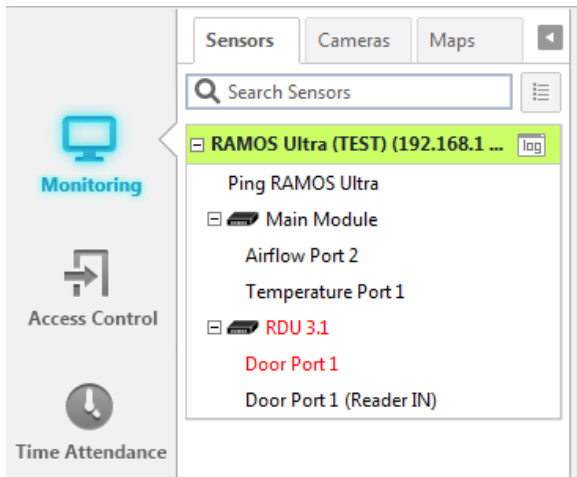 Sensors Cameras Maps
Search Sensors
RAMOS Ultra (TEST) (192.168.1 ... log
Ping RAMOS Ultra
Monitoring
Main Module
Airflow Port 2
Temperature Port 1
Access Control
RDU 3.1
Door Port 1
Door Port 1 (Reader IN)
Time Attendance